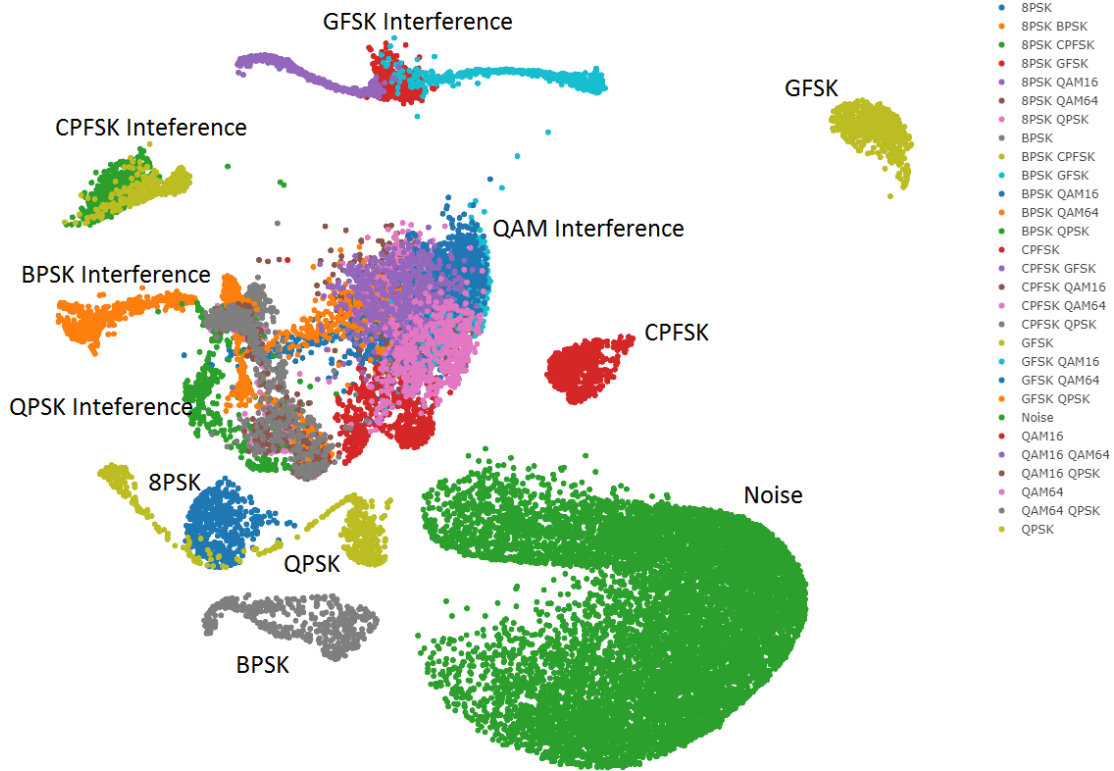 GFSK Interference
GFSK
CPFSK Inteference
QAM Interference
BPSK Interference
CPFSK
QPSK Inteference
8PSK
Noise
QPSK
BPSK
8PSK
8PSK BPSK
8PSK CPFSK
8PSK GFSK
8PSK QAM16
8PSK QAM64
8PSK QPSK
BPSK
BPSK CPFSK
BPSK GFSK
BPSK QAM16
BPSK QAM64
BPSK QPSK
CPFSK
CPFSK GFSK
CPFSK QAM16
CPFSK QAM64
CPFSK QPSK
GFSK
GFSK QAM16
GFSK QAM64
GFSK QPSK
Noise
QAM16
QAM16 QAM64
QAM16 QPSK
QAM64
QAM64 QPSK
QPSK